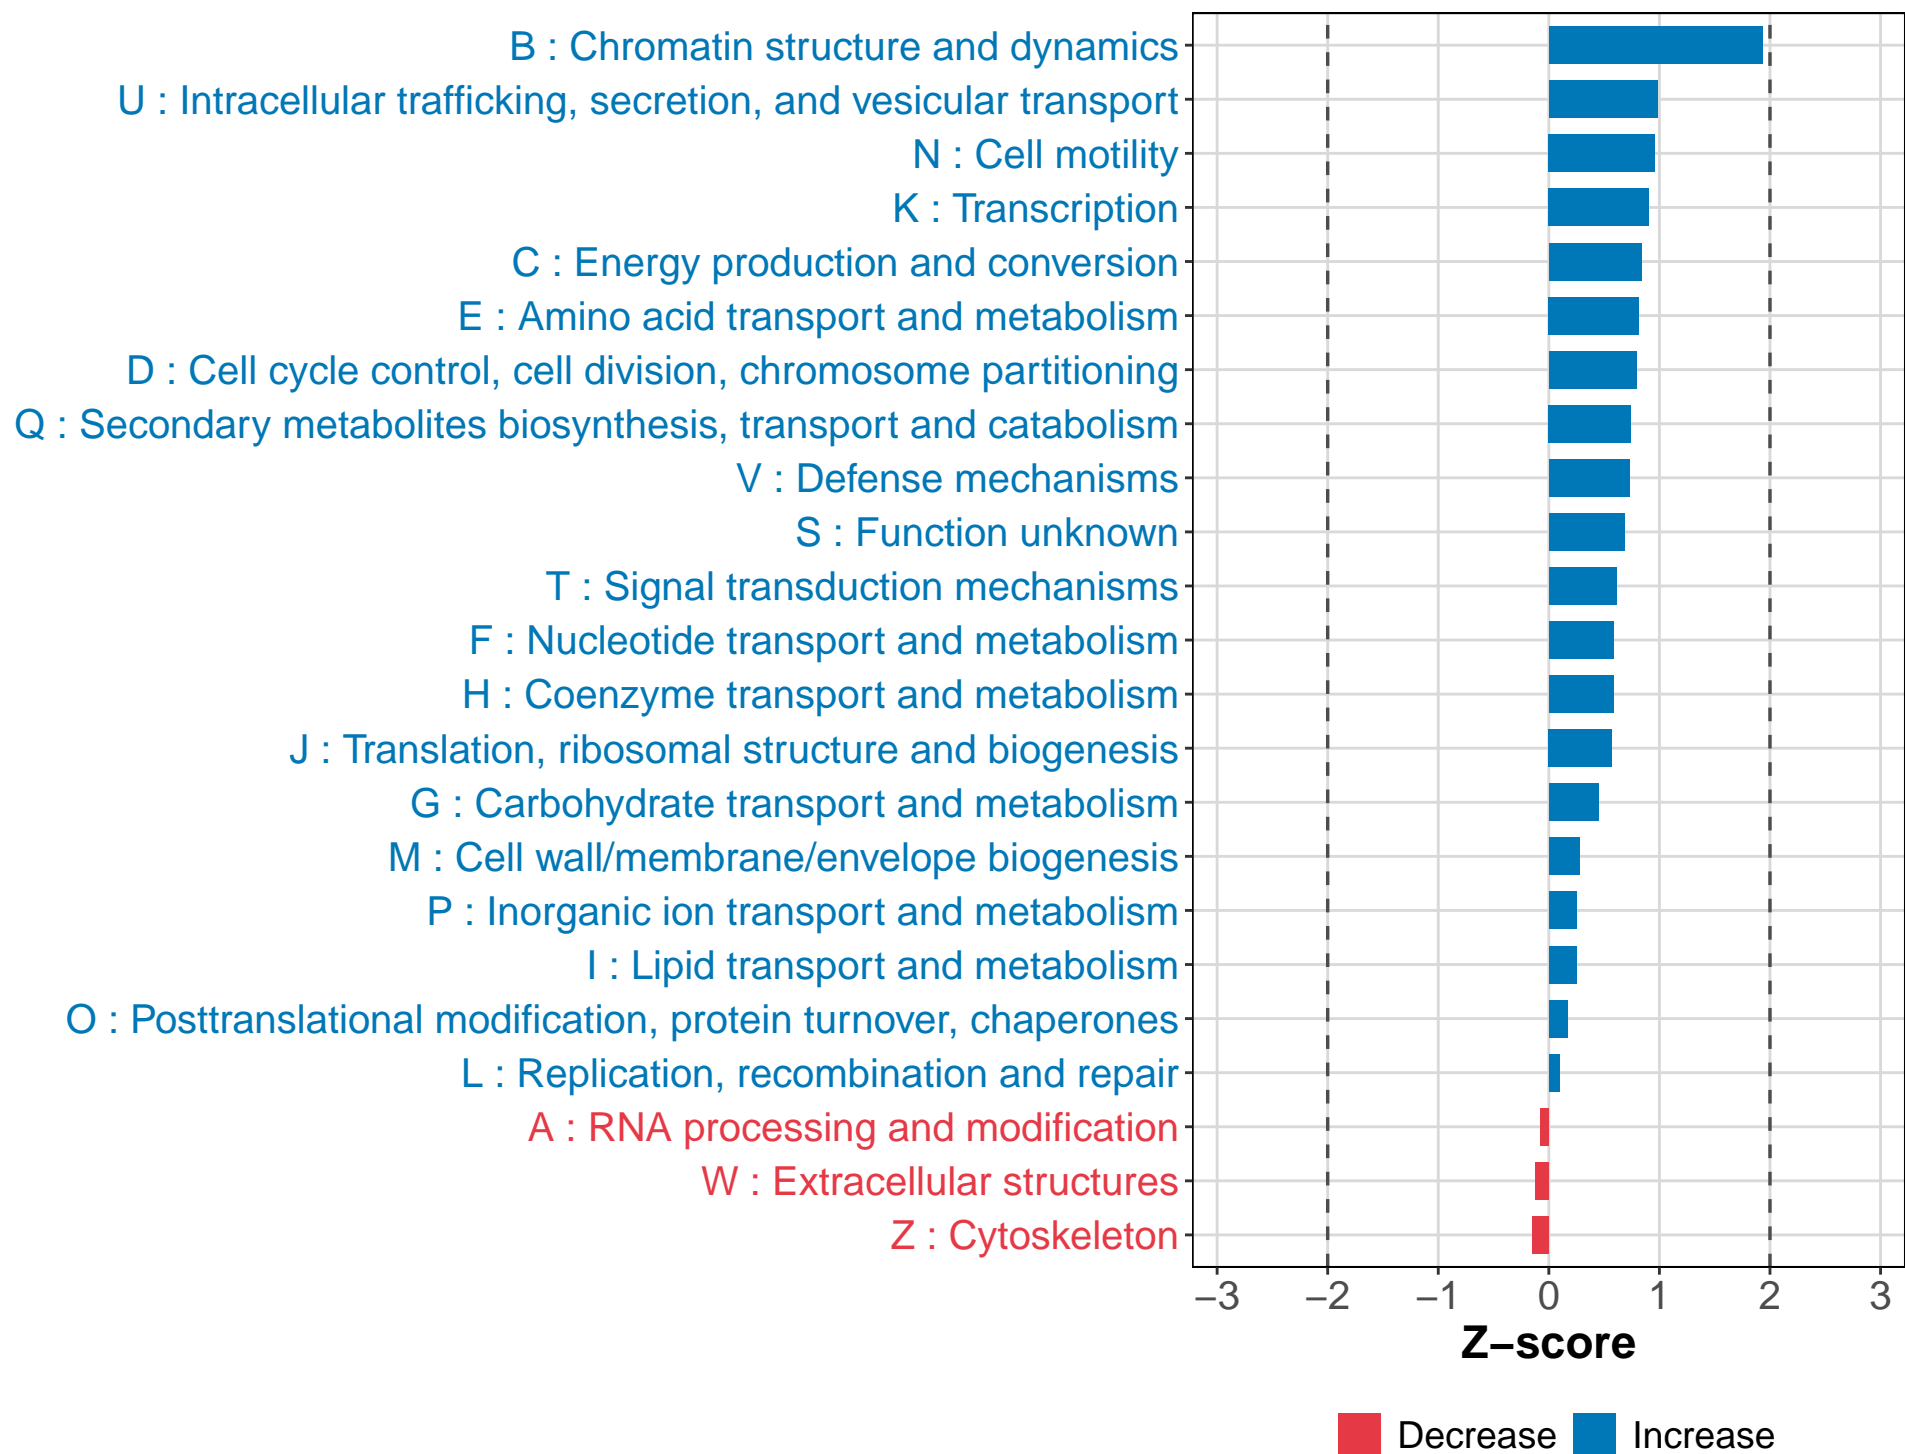 B : Chromatin structure and dynamics
U : Intracellular trafficking, secretion, and vesicular transport
N : Cell motility
K : Transcription
C : Energy production and conversion
E : Amino acid transport and metabolism
D : Cell cycle control, cell division, chromosome partitioning
Q : Secondary metabolites biosynthesis, transport and catabolism
V : Defense mechanisms
S : Function unknown
T : Signal transduction mechanisms
F : Nucleotide transport and metabolism
H : Coenzyme transport and metabolism
J : Translation, ribosomal structure and biogenesis
G : Carbohydrate transport and metabolism
M : Cell wall/membrane/envelope biogenesis
P : Inorganic ion transport and metabolism
I : Lipid transport and metabolism
O : Posttranslational modification, protein turnover, chaperones
L : Replication, recombination and repair
A : RNA processing and modification
W : Extracellular structures
Z : Cytoskeleton
−3 −2 −1 0 1 2 3
Z−score
Decrease Increase